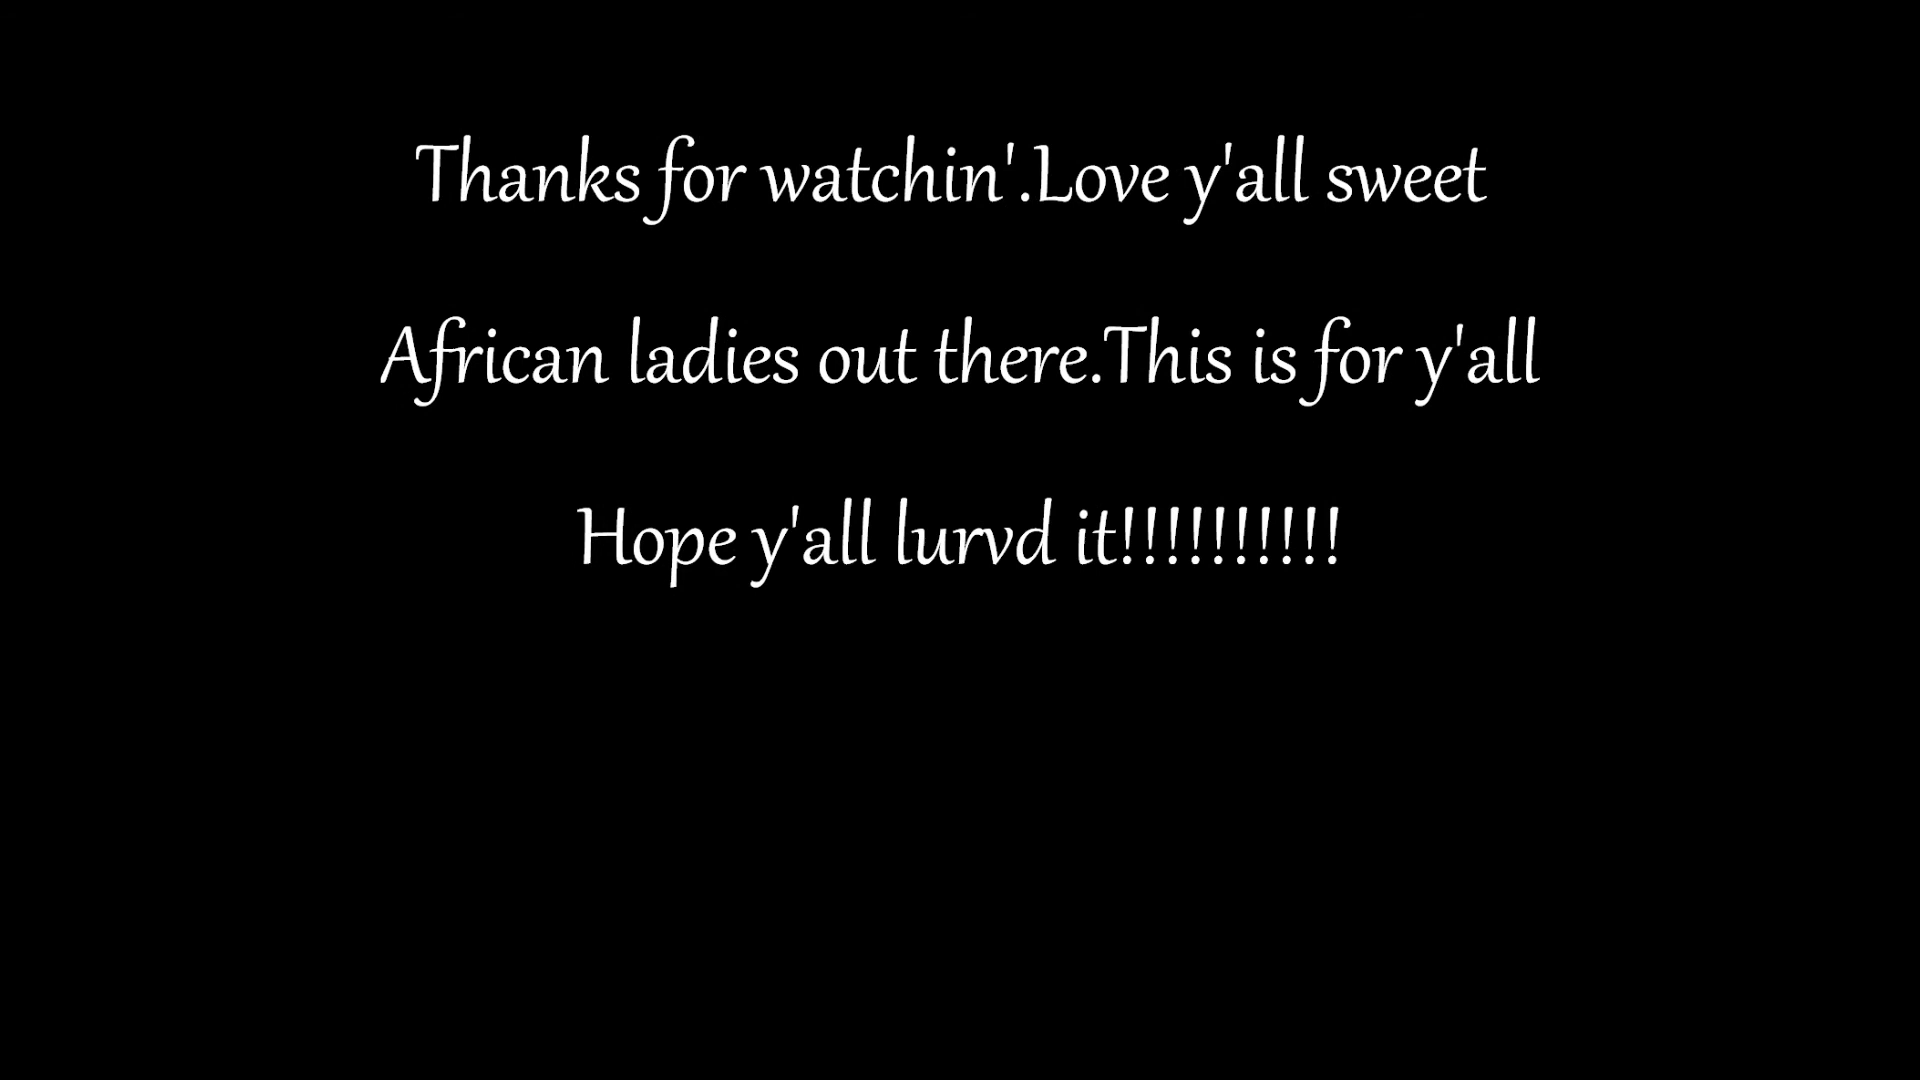 Thanks for watchin'.Love y'all sweet
African ladies out there.This is for y'all
Hope y'all lurvd it!!!!!!!!!!